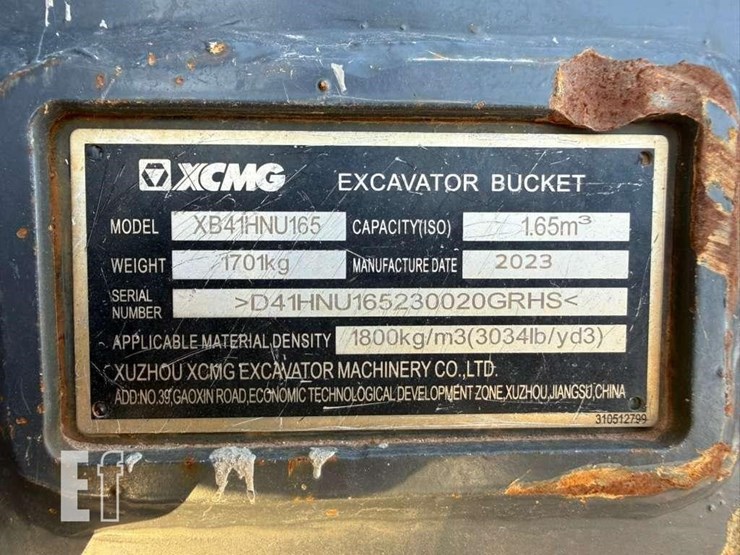 XCMG EXCAVATOR BUCKET
MODEL XB41HNU165 CAPACITY(ISO) 1.65m³
WEIGHT 1701kg MANUFACTURE DATE 2023
SERIAL NUMBER >D41HNU165230020GRHS<
APPLICABLE MATERIAL DENSITY 1800kg/m3(3034lb/yd3)
XUZHOU XCMG EXCAVATOR MACHINERY CO.,LTD.
ADD:NO.39,GAOXIN ROAD,ECONOMIC TECHNOLOGICAL DEVELOPMENT ZONE,XUZHOU,JIANGSU,CHINA
310512799
Ef